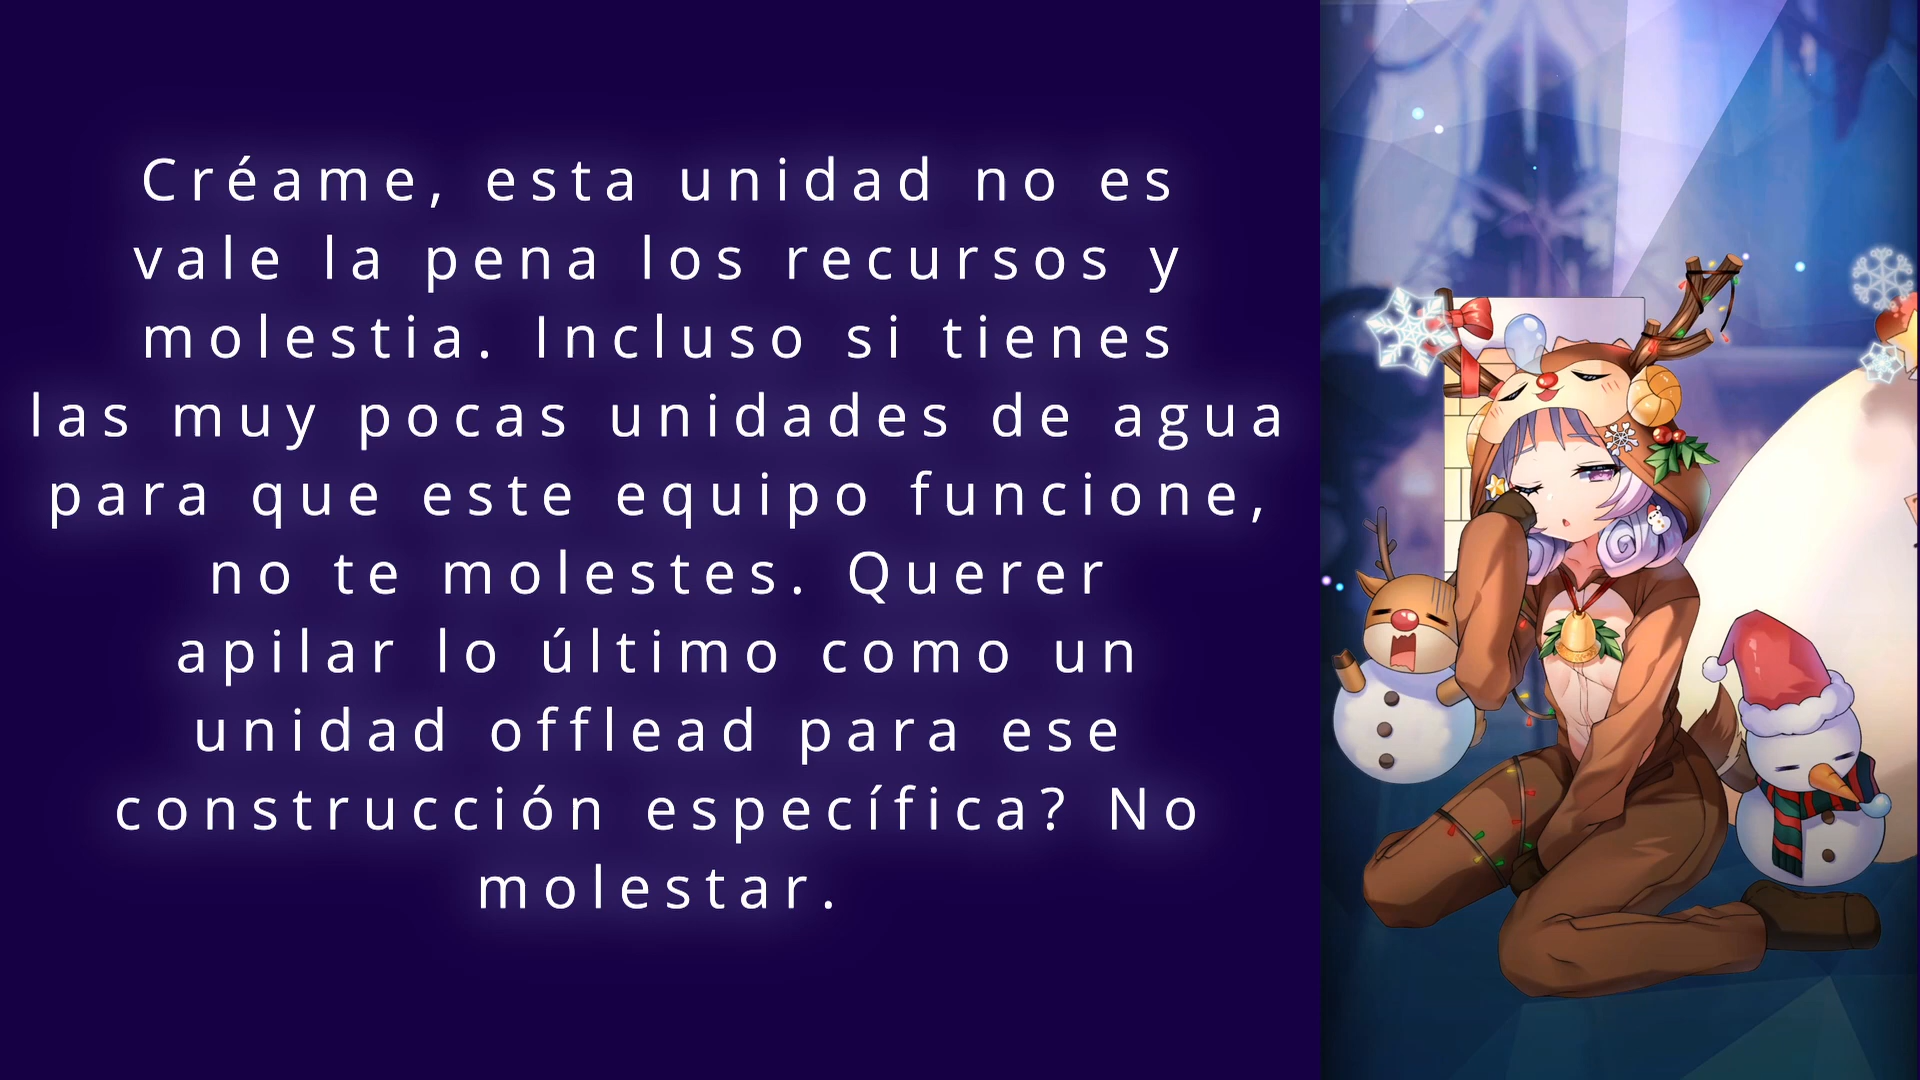 Créame, esta unidad no es
vale la pena los recursos y
molestia. Incluso si tienes
las muy pocas unidades de agua
para que este equipo funcione,
no te molestes. Querer
apilar lo último como un
unidad offlead para ese
construcción específica? No
molestar.